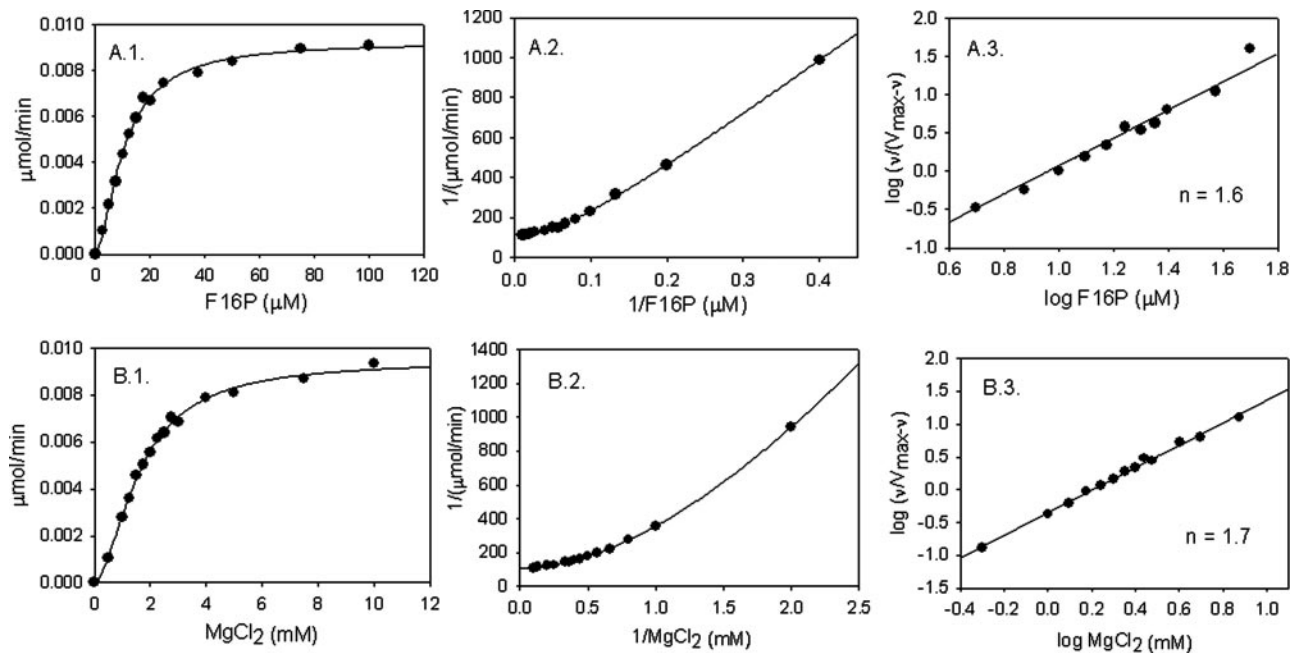 A.1.
μmol/min
0.010
0.008
0.006
0.004
0.002
0.000
0 20 40 60 80 100 120
F16P (μM)
A.2.
1/(μmol/min)
1200
1000
800
600
400
200
0
0.0 0.1 0.2 0.3 0.4
1/F16P (μM)
A.3.
log (ν/(Vmax-ν)
2.0
1.5
1.0
0.5
0.0
-0.5
-1.0
n = 1.6
0.6 0.8 1.0 1.2 1.4 1.6 1.8
log F16P (μM)
B.1.
μmol/min
0.010
0.008
0.006
0.004
0.002
0.000
0 2 4 6 8 10 12
MgCl2 (mM)
B.2.
1/(μmol/min)
1400
1200
1000
800
600
400
200
0
0.0 0.5 1.0 1.5 2.0 2.5
1/MgCl2 (mM)
B.3.
log (ν/Vmax-ν)
2.0
1.5
1.0
0.5
0.0
-0.5
-1.0
-1.5
n = 1.7
-0.4 0.0 0.2 0.4 0.6 0.8 1.0
log MgCl2 (mM)